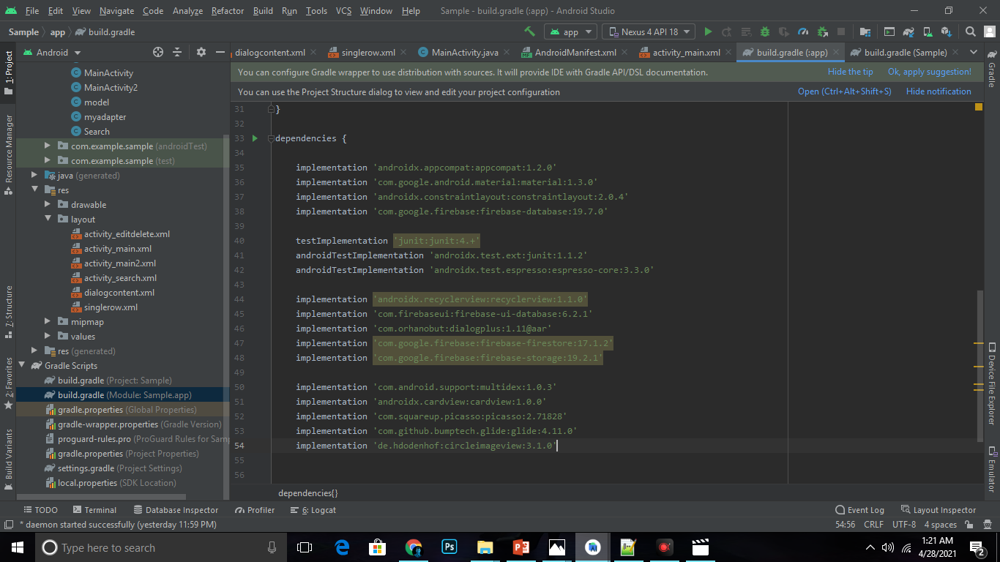 File Edit View Navigate Code Analyze Refactor Build Run Tools VCS Window Help Sample - build.gradle (:app) - Android Studio
Sample app build.gradle app Nexus 4 API 18
1: Project
Resource Manager
7: Structure
2: Favorites
Build Variants
Android
MainActivity
MainActivity2
model
myadapter
Search
com.example.sample (androidTest)
com.example.sample (test)
java (generated)
res
drawable
layout
activity_editdelete.xml
activity_main.xml
activity_main2.xml
activity_search.xml
dialogcontent.xml
singlerow.xml
mipmap
values
res (generated)
Gradle Scripts
build.gradle (Project: Sample)
build.gradle (Module: Sample.app)
gradle.properties (Global Properties)
gradle-wrapper.properties (Gradle Version)
proguard-rules.pro (ProGuard Rules for Sam
gradle.properties (Project Properties)
settings.gradle (Project Settings)
local.properties (SDK Location)
dialogcontent.xml singlerow.xml MainActivity.java AndroidManifest.xml activity_main.xml build.gradle (:app) build.gradle (Sample)
You can configure Gradle wrapper to use distribution with sources. It will provide IDE with Gradle API/DSL documentation. Hide the tip Ok, apply suggestion!
You can use the Project Structure dialog to view and edit your project configuration Open (Ctrl+Alt+Shift+S) Hide notification
31 }
32
33 dependencies {
34
35 implementation 'androidx.appcompat:appcompat:1.2.0'
36 implementation 'com.google.android.material:material:1.3.0'
37 implementation 'androidx.constraintlayout:constraintlayout:2.0.4'
38 implementation 'com.google.firebase:firebase-database:19.7.0'
39
40 testImplementation 'junit:junit:4.+'
41 androidTestImplementation 'androidx.test.ext:junit:1.1.2'
42 androidTestImplementation 'androidx.test.espresso:espresso-core:3.3.0'
43
44 implementation 'androidx.recyclerview:recyclerview:1.1.0'
45 implementation 'com.firebaseui:firebase-ui-database:6.2.1'
46 implementation 'com.orhanobut:dialogplus:1.11@aar'
47 implementation 'com.google.firebase:firebase-firestore:17.1.2'
48 implementation 'com.google.firebase:firebase-storage:19.2.1'
49
50 implementation 'com.android.support:multidex:1.0.3'
51 implementation 'androidx.cardview:cardview:1.0.0'
52 implementation 'com.squareup.picasso:picasso:2.71828'
53 implementation 'com.github.bumptech.glide:glide:4.11.0'
54 implementation 'de.hdodenhof:circleimageview:3.1.0'
55
56
dependencies{}
Gradle
Device File Explorer
Emulator
TODO Terminal Database Inspector Profiler 6: Logcat Event Log Layout Inspector
* daemon started successfully (yesterday 11:59 PM) 54:56 CRLF UTF-8 4 spaces
Type here to search
Ps
1:21 AM
4/28/2021
2